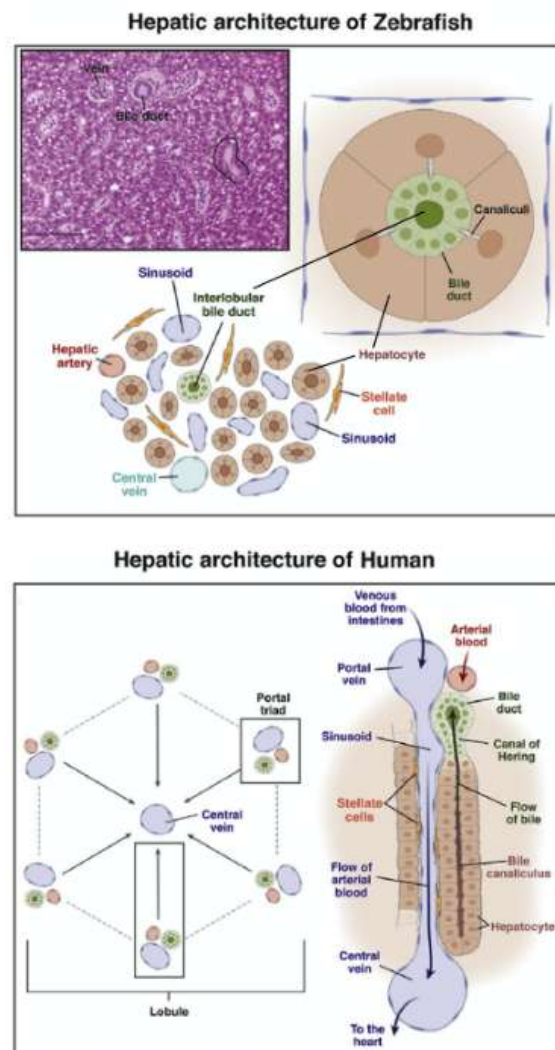 Hepatic architecture of Zebrafish
Vein
Bile duct
Canaliculi
Bile
duct
Sinusoid
Interlobular
bile duct
Hepatic
artery
Hepatocyte
Stellate
cell
Sinusoid
Central
vein
Hepatic architecture of Human
Venous
blood from
intestines
Arterial
blood
Portal
vein
Bile
duct
Portal
triad
Sinusoid
Canal of
Hering
Central
vein
Stellate
cells
Flow
of bile
Flow of
arterial
blood
Bile
canaliculus
Hepatocyte
Central
vein
Lobule
To the
heart